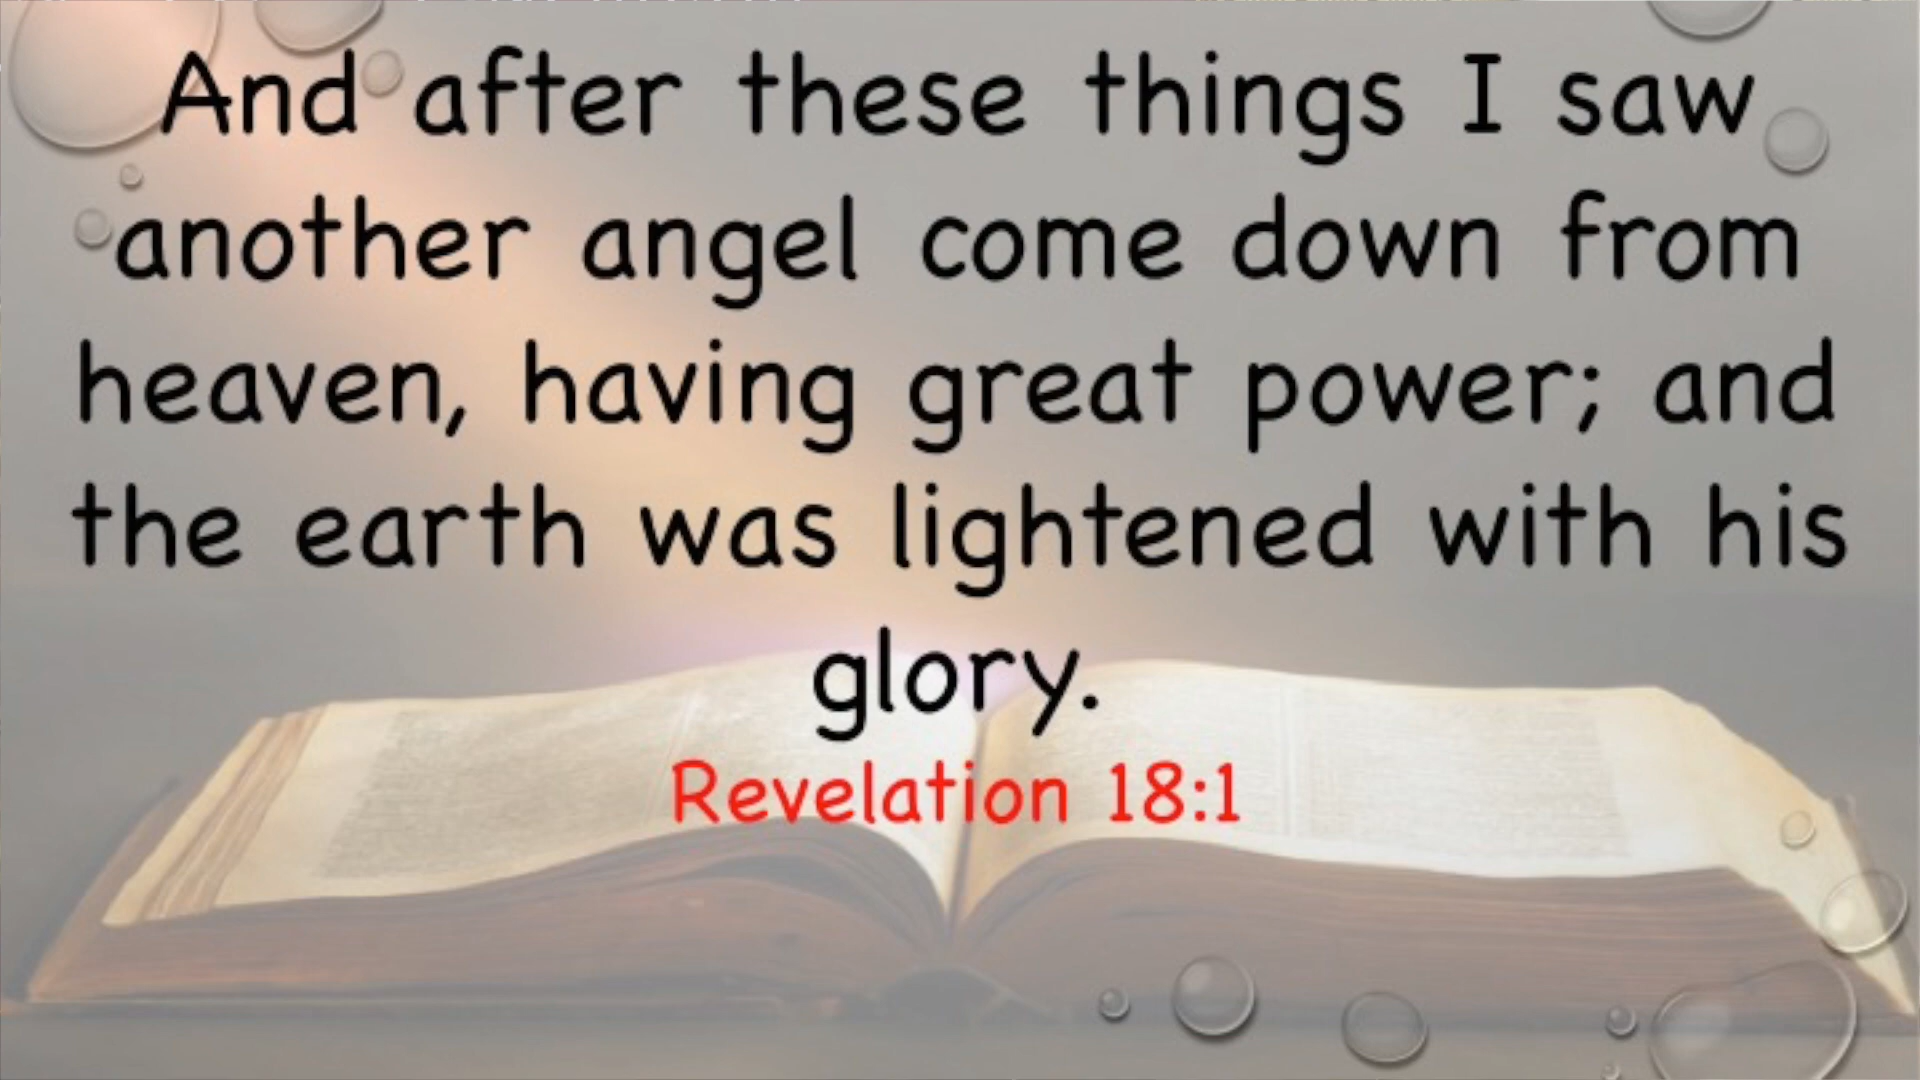 And after these things I saw
another angel come down from
heaven, having great power; and
the earth was lightened with his
glory.
Revelation 18:1